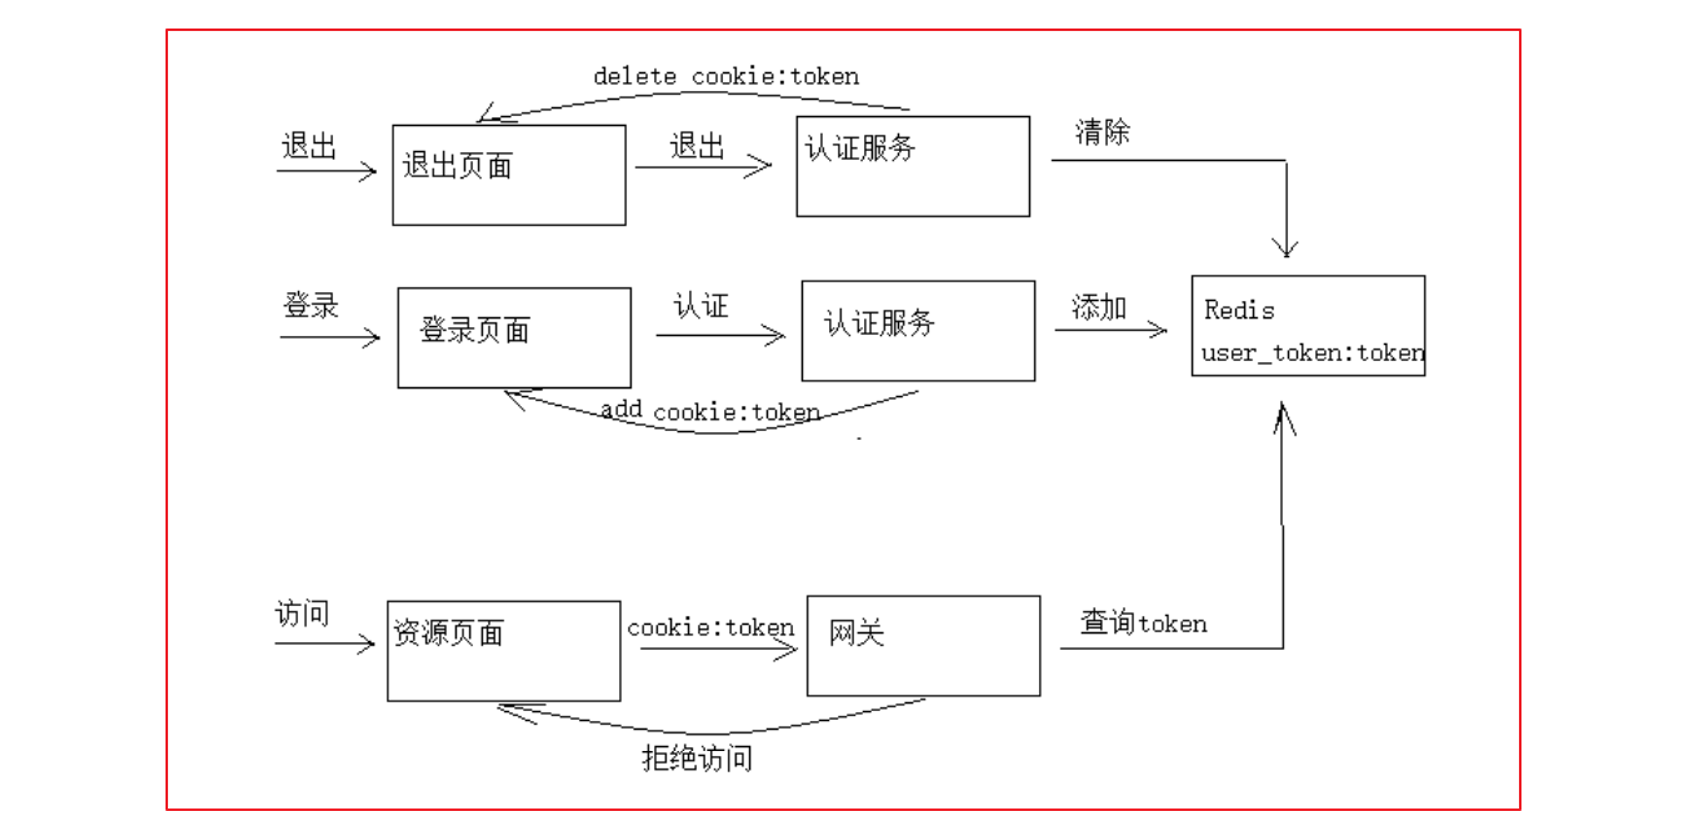 delete cookie:token
退出
退出页面
退出
认证服务
清除
登录
登录页面
认证
认证服务
添加
Redis
user_token:token
add cookie:token
访问
资源页面
cookie:token
网关
查询token
拒绝访问